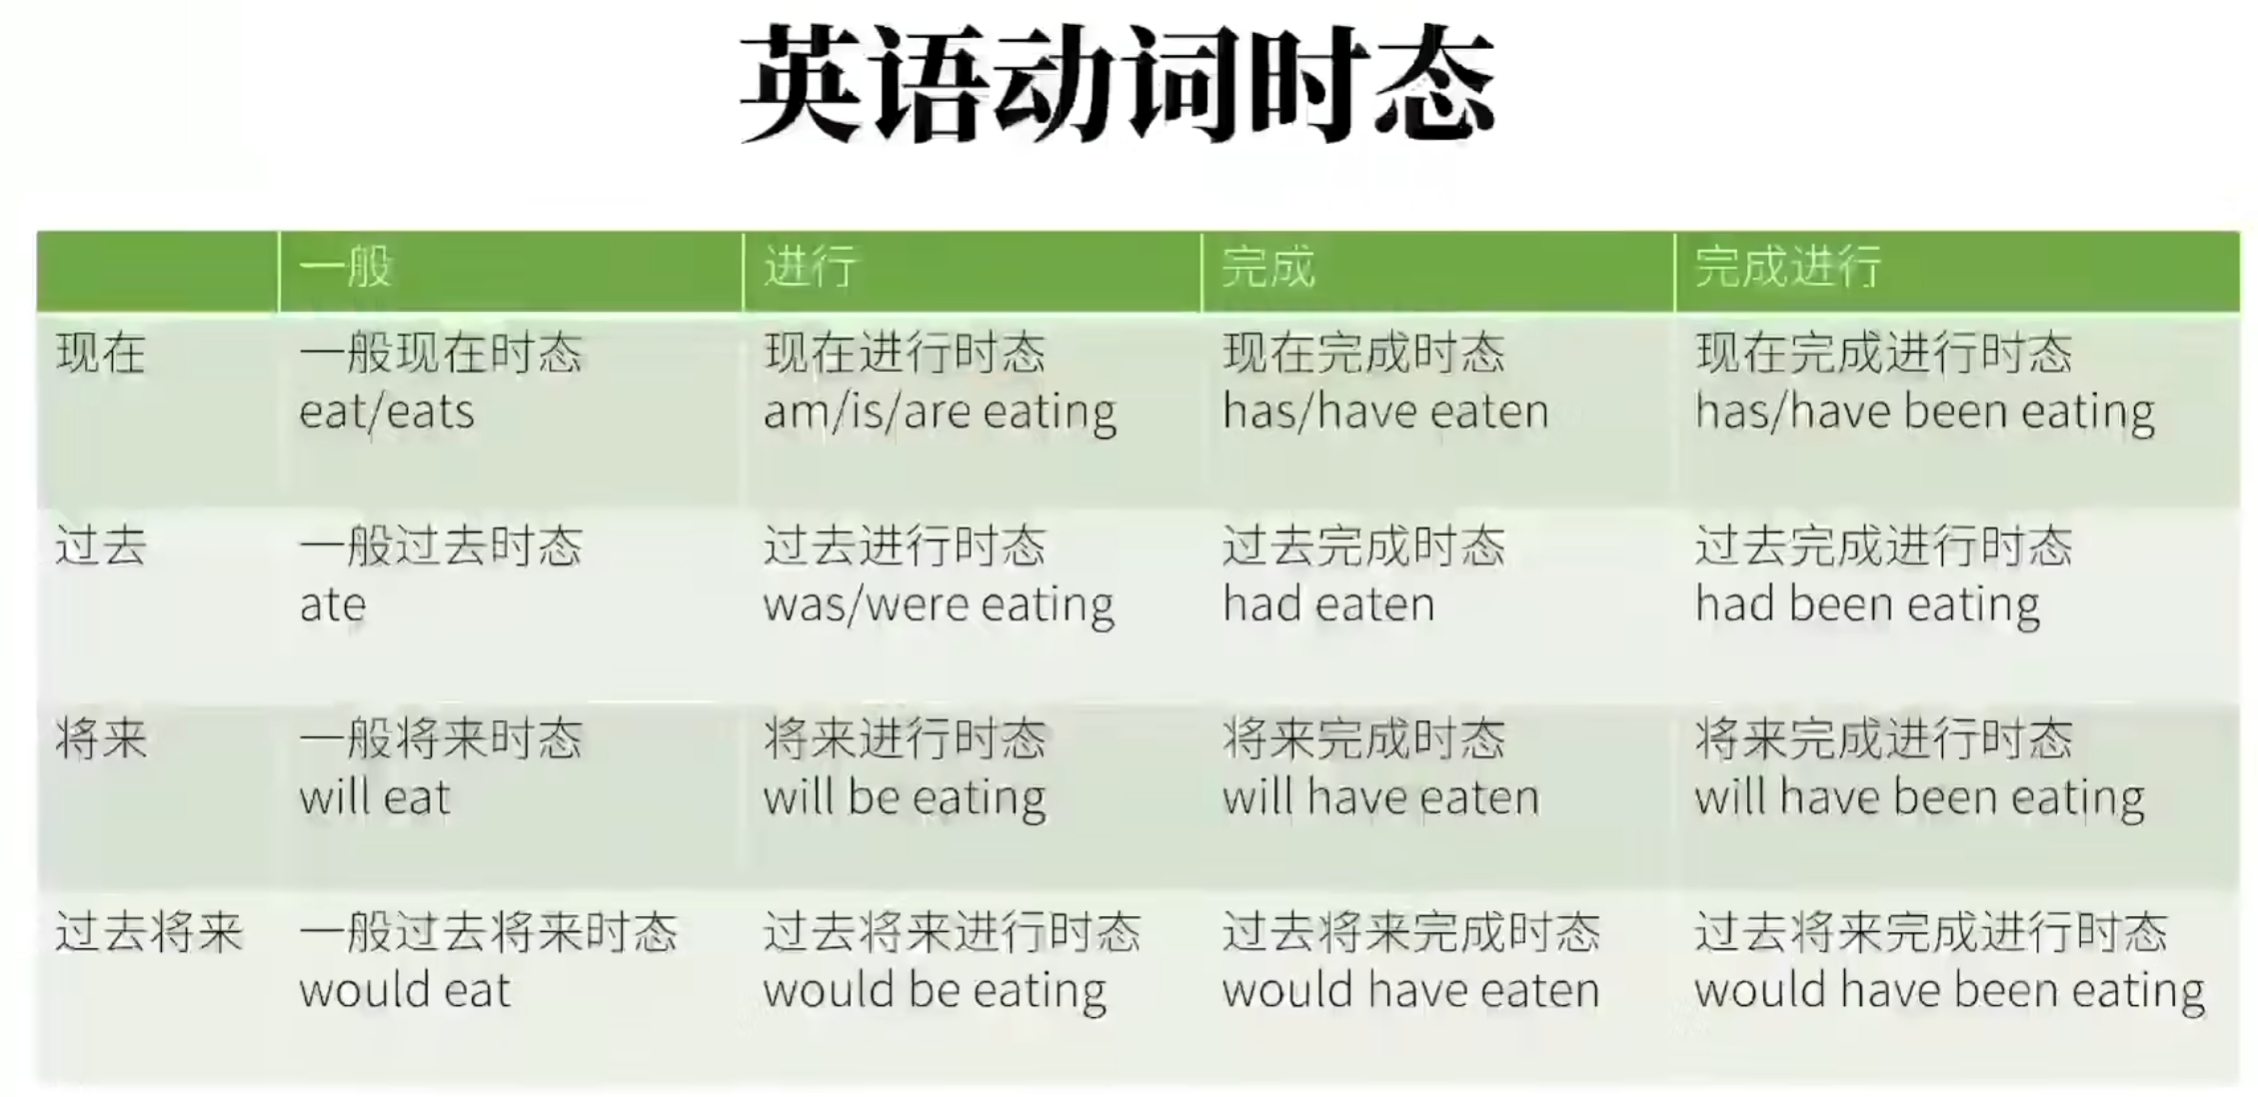 英语动词时态
一般 进行 完成 完成进行
现在 一般现在时态 现在进行时态 现在完成时态 现在完成进行时态
eat/eats am/is/are eating has/have eaten has/have been eating
过去 一般过去时态 过去进行时态 过去完成时态 过去完成进行时态
ate was/were eating had eaten had been eating
将来 一般将来时态 将来进行时态 将来完成时态 将来完成进行时态
will eat will be eating will have eaten will have been eating
过去将来 一般过去将来时态 过去将来进行时态 过去将来完成时态 过去将来完成进行时态
would eat would be eating would have eaten would have been eating